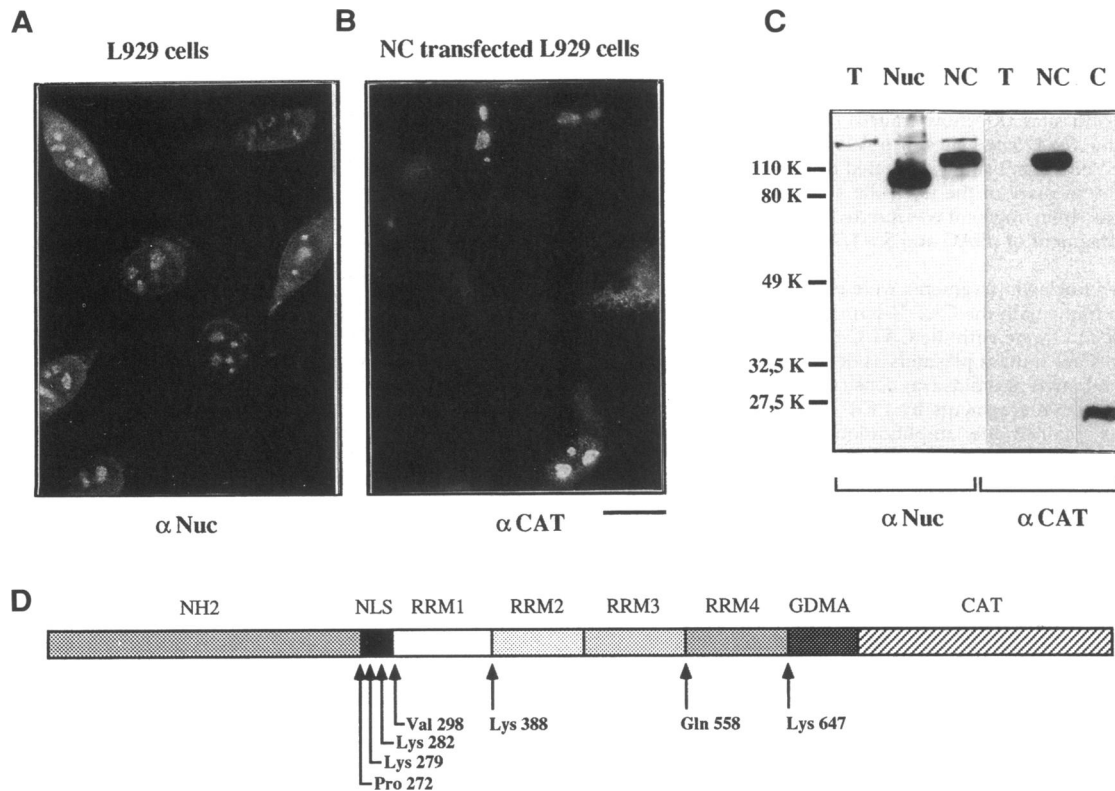 A
L929 cells
α Nuc
B
NC transfected L929 cells
α CAT
C
T Nuc NC T NC C
110 K
80 K
49 K
32,5 K
27,5 K
α Nuc α CAT
D
NH2 NLS RRM1 RRM2 RRM3 RRM4 GDMA CAT
Val 298 Lys 388 Gln 558 Lys 647
Lys 282
Lys 279
Pro 272